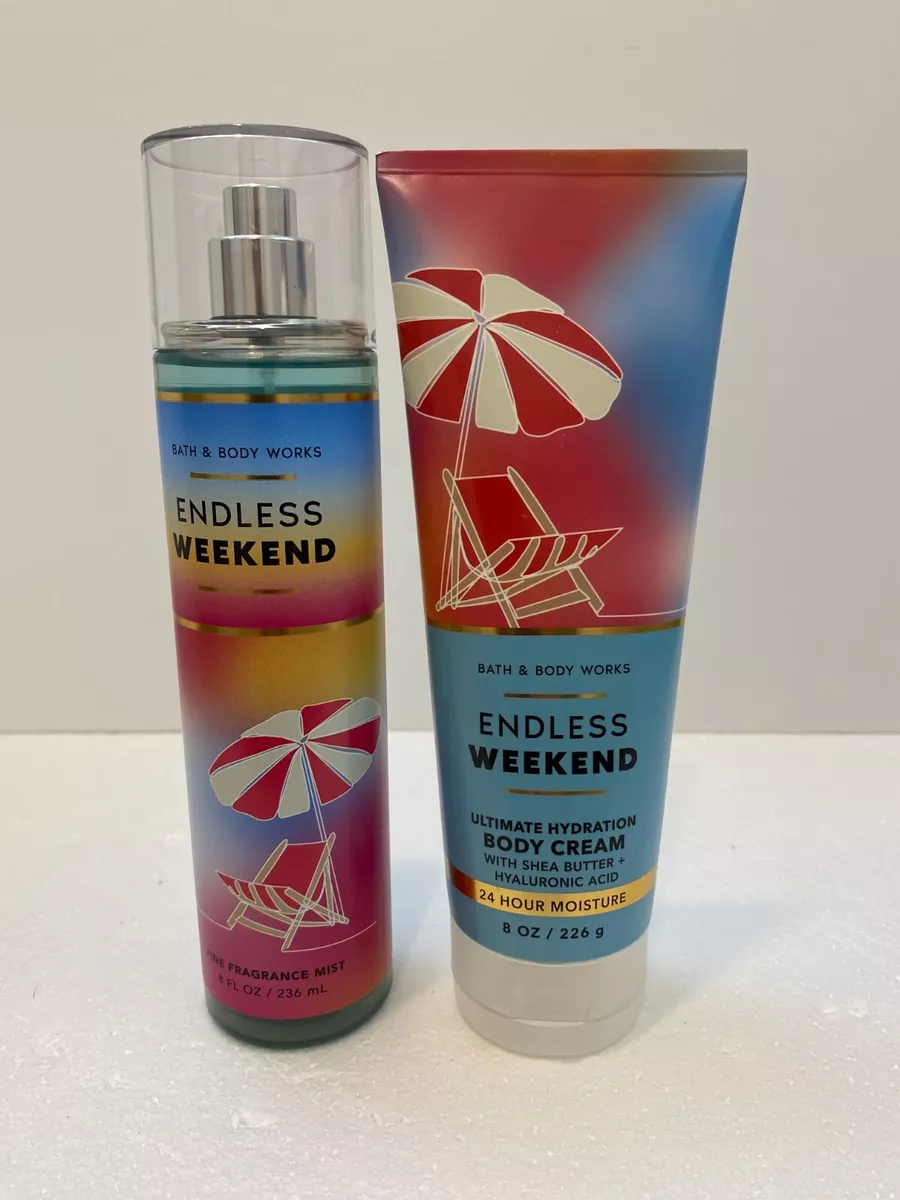 BATH & BODY WORKS
ENDLESS
WEEKEND
FINE FRAGRANCE MIST
8 FL OZ / 236 mL
BATH & BODY WORKS
ENDLESS
WEEKEND
ULTIMATE HYDRATION
BODY CREAM
WITH SHEA BUTTER +
HYALURONIC ACID
24 HOUR MOISTURE
8 OZ / 226 g